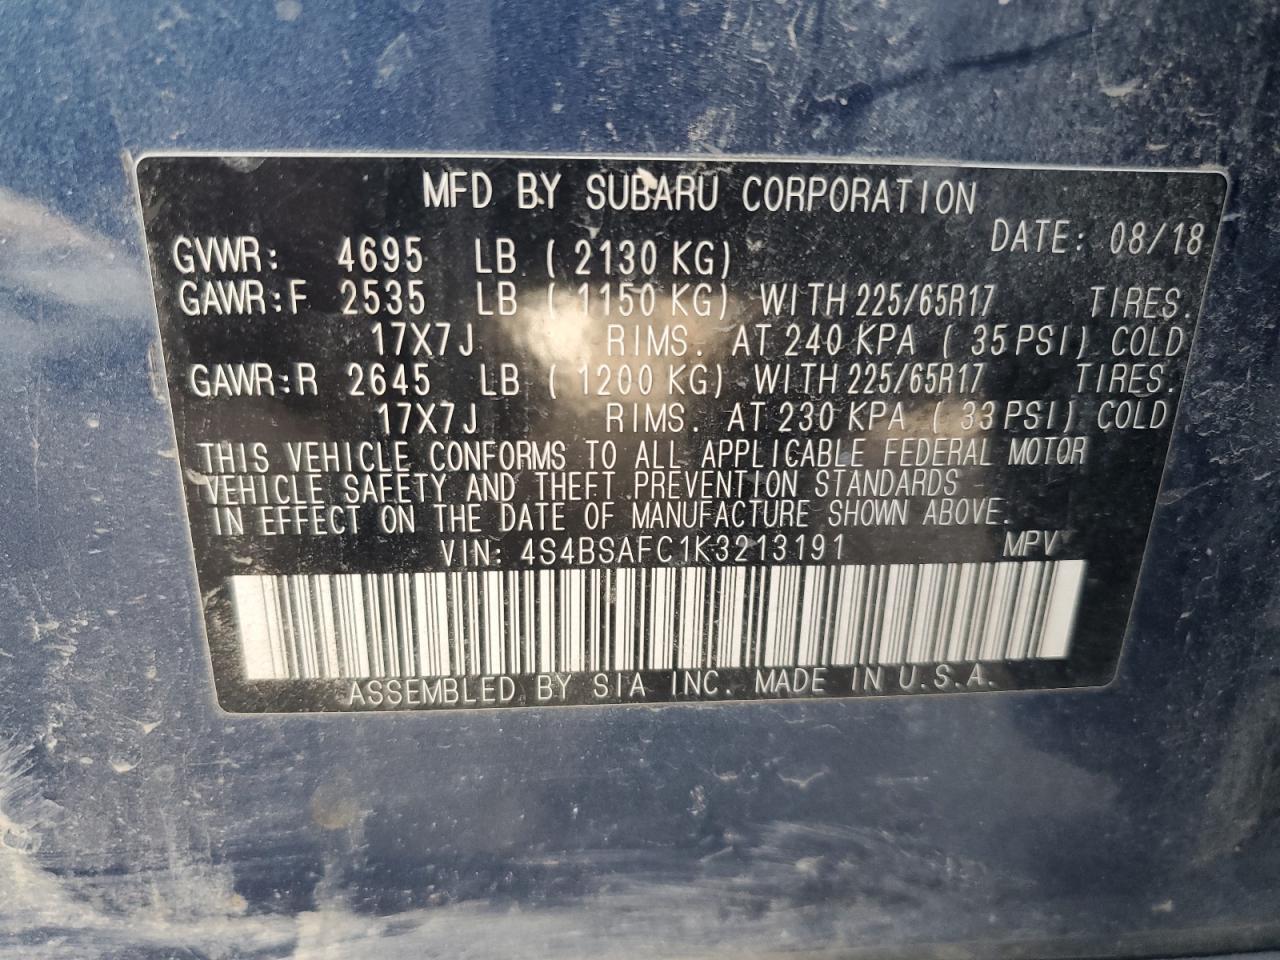 MFD BY SUBARU CORPORATION
DATE: 08/18
GVWR: 4695 LB (2130 KG)
GAWR:F 2535 LB (1150 KG) WITH 225/65R17 TIRES.
17X7J RIMS. AT 240 KPA (35 PSI) COLD
GAWR:R 2645 LB (1200 KG) WITH 225/65R17 TIRES.
17X7J RIMS. AT 230 KPA (33 PSI) COLD
THIS VEHICLE CONFORMS TO ALL APPLICABLE FEDERAL MOTOR
VEHICLE SAFETY AND THEFT PREVENTION STANDARDS
IN EFFECT ON THE DATE OF MANUFACTURE SHOWN ABOVE.
VIN: 4S4BSAFC1K3213191 MPV
ASSEMBLED BY SIA INC. MADE IN U.S.A.